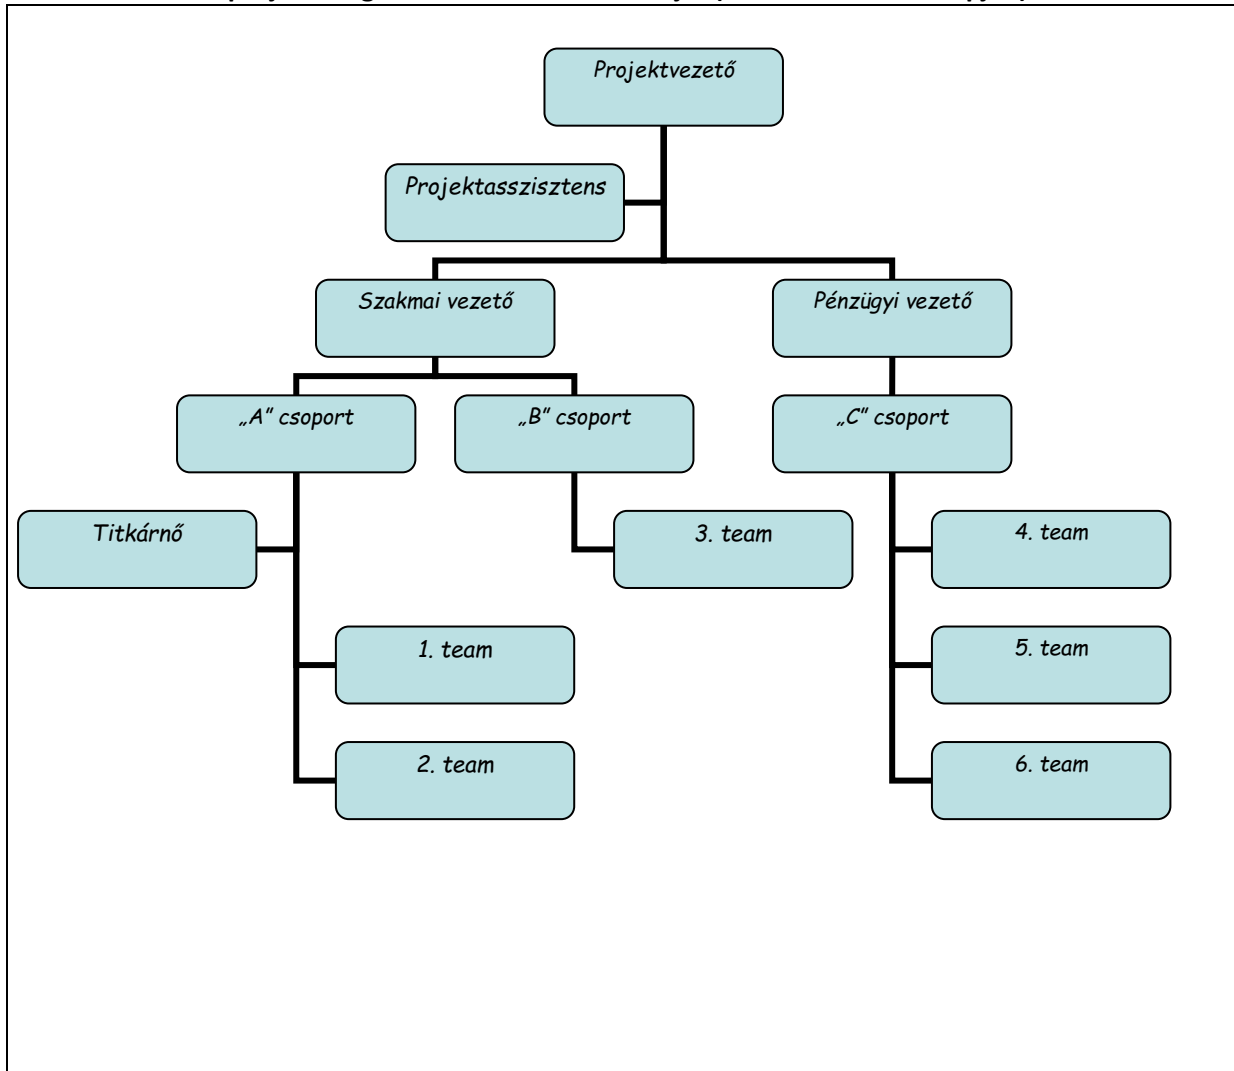 Projektvezető
Projektasszisztens
Szakmai vezető
Pénzügyi vezető
„A" csoport
„B" csoport
„C" csoport
Titkárnő
3. team
4. team
1. team
5. team
2. team
6. team